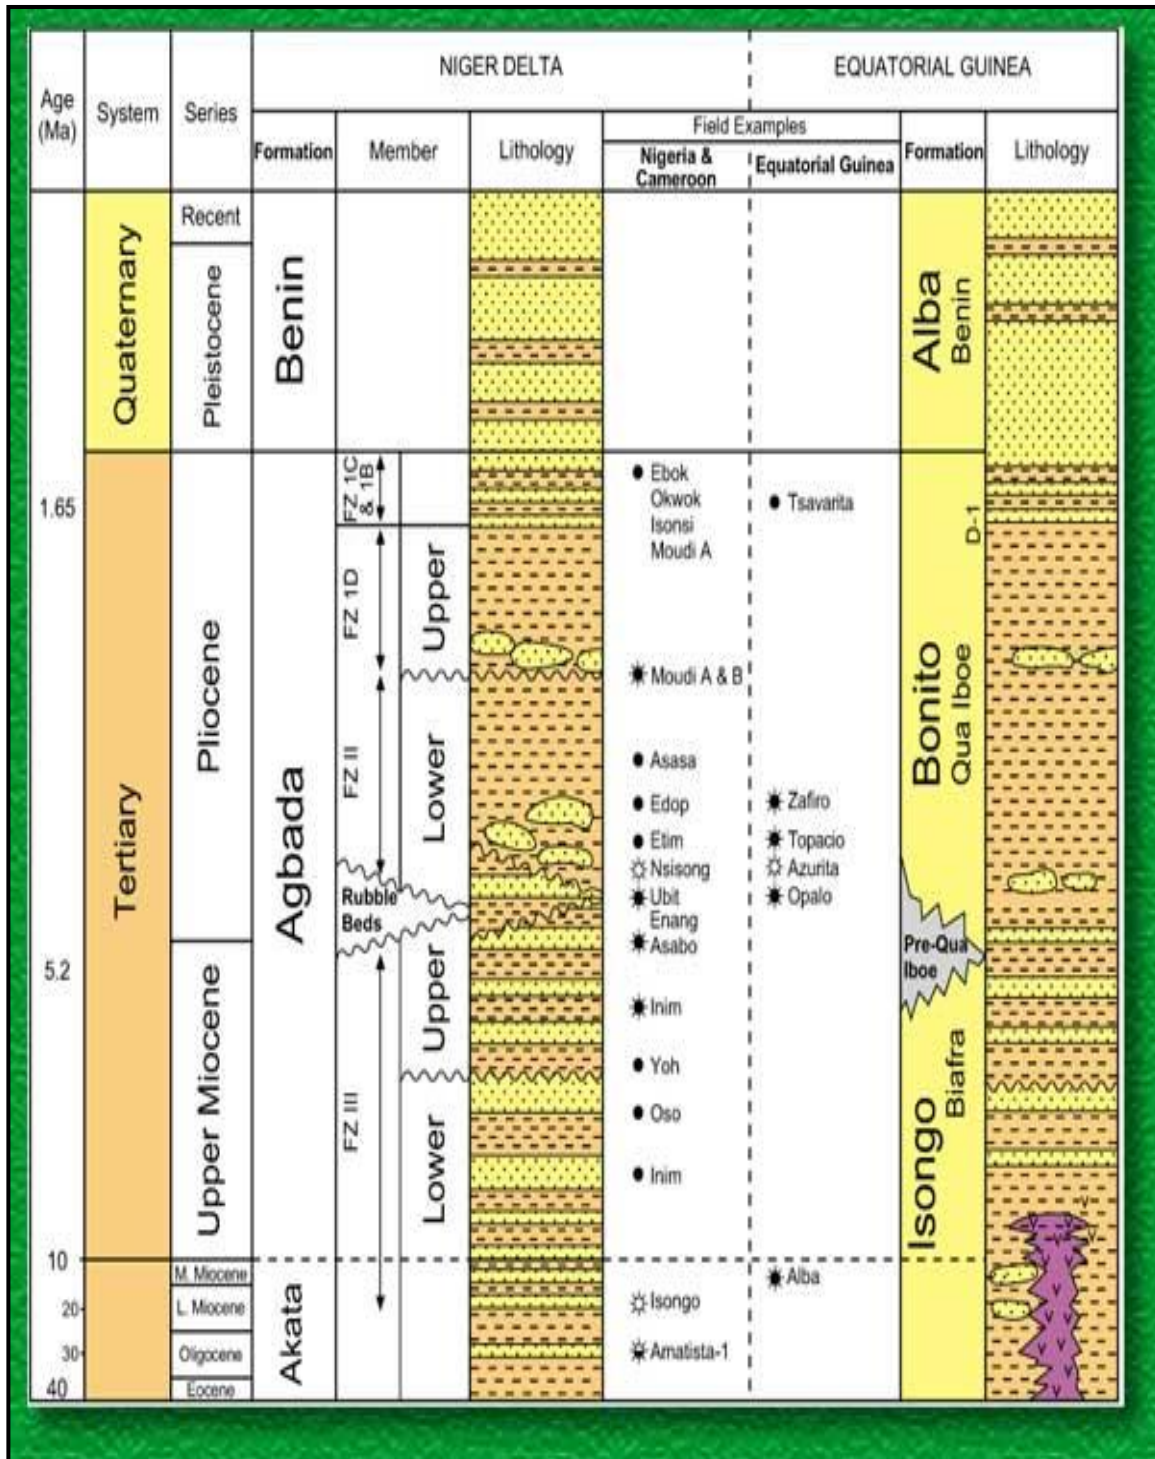 NIGER DELTA
EQUATORIAL GUINEA
Age
(Ma)
System
Series
Formation
Member
Lithology
Field Examples
Nigeria &
Cameroon
Equatorial Guinea
Formation
Lithology
Quaternary
Recent
Pleistocene
Benin
Alba
Benin
1.65
5.2
10
20
30
40
Tertiary
Pliocene
Upper Miocene
M. Miocene
L. Miocene
Oligocene
Eocene
Agbada
Akata
FZ 1C
& 1B
FZ 1D
FZ II
Rubble
Beds
FZ III
Upper
Lower
Upper
Lower
Ebok
Okwok
Isonsi
Moudi A
Moudi A & B
Asasa
Edop
Etim
Nsisong
Ubit
Enang
Asabo
Inim
Yoh
Oso
Inim
Isongo
Amatista-1
Tsavarita
Zafiro
Topacio
Azurita
Opalo
Alba
D-1
Bonito
Qua Iboe
Pre-Qua
Iboe
Isongo
Biafra
V V V V V V V V V V V V V V V